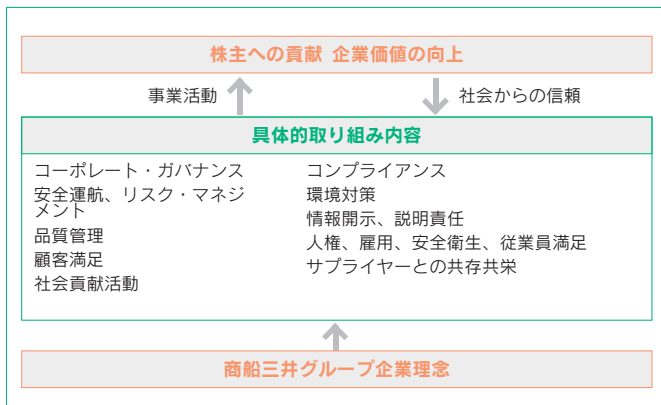 株主への貢献 企業価値の向上
事業活動
社会からの信頼
具体的取り組み内容
コーポレート・ガバナンス
安全運航、リスク・マネジ
メント
品質管理
顧客満足
社会貢献活動
コンプライアンス
環境対策
情報開示、説明責任
人権、雇用、安全衛生、従業員満足
サプライヤーとの共存共栄
商船三井グループ企業理念